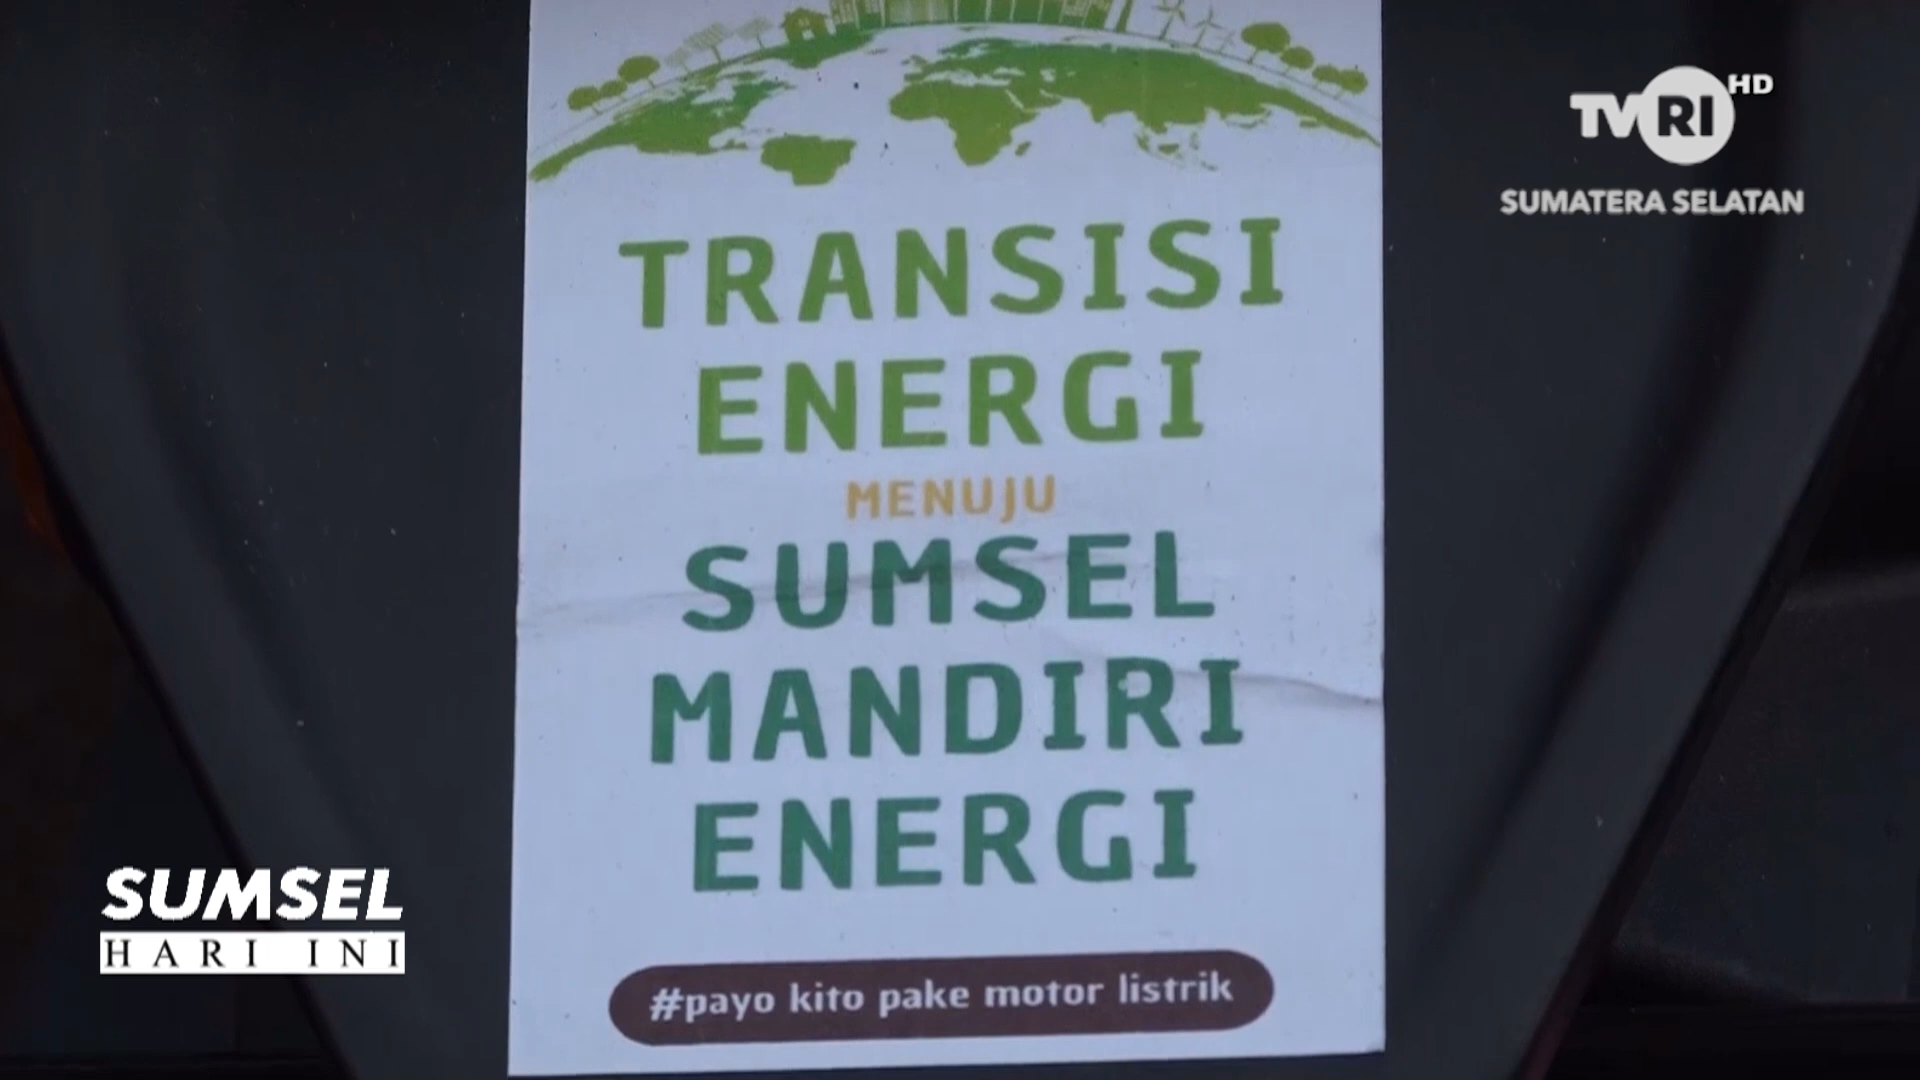 TVRI HD
SUMATERA SELATAN
TRANSISI
ENERGI
MENUJU
SUMSEL
MANDIRI
ENERGI
#payo kito pake motor listrik
SUMSEL
HARI INI